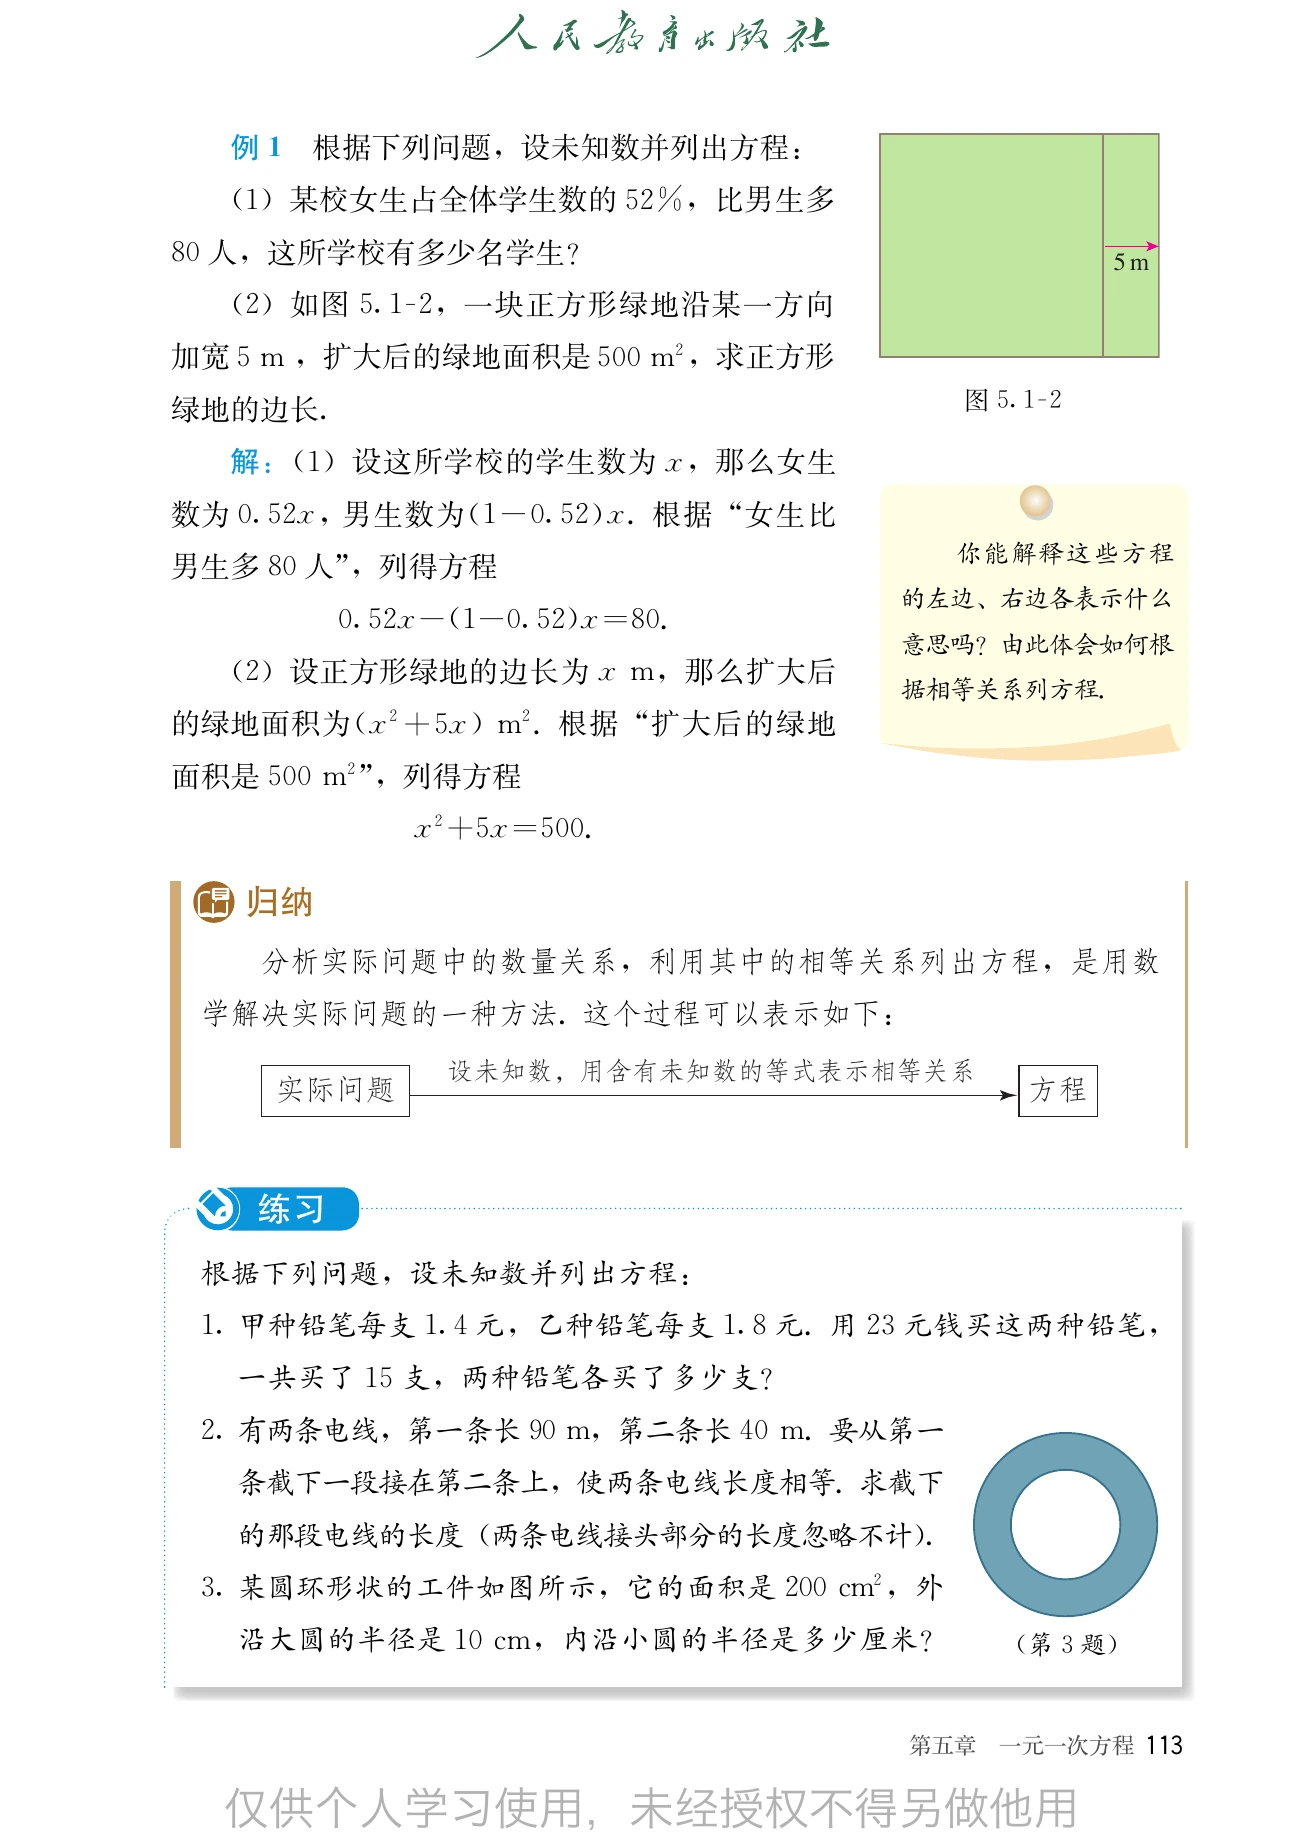 人民教育出版社
例1 根据下列问题，设未知数并列出方程：
（1）某校女生占全体学生数的 52%，比男生多
80 人，这所学校有多少名学生？
（2）如图 5.1-2，一块正方形绿地沿某一方向
加宽 5 m，扩大后的绿地面积是 500 m²，求正方形
绿地的边长.
5 m
图 5.1-2
解：（1）设这所学校的学生数为 x，那么女生
数为 0.52x，男生数为(1－0.52)x. 根据“女生比
男生多 80 人”，列得方程
0.52x－(1－0.52)x＝80.
（2）设正方形绿地的边长为 x m，那么扩大后
的绿地面积为(x²＋5x) m². 根据“扩大后的绿地
面积是 500 m²”，列得方程
x²＋5x＝500.
你能解释这些方程
的左边、右边各表示什么
意思吗？由此体会如何根
据相等关系列方程.
归纳
分析实际问题中的数量关系，利用其中的相等关系列出方程，是用数
学解决实际问题的一种方法. 这个过程可以表示如下：
实际问题 设未知数，用含有未知数的等式表示相等关系 方程
练习
根据下列问题，设未知数并列出方程：
1. 甲种铅笔每支 1.4 元，乙种铅笔每支 1.8 元. 用 23 元钱买这两种铅笔，
一共买了 15 支，两种铅笔各买了多少支？
2. 有两条电线，第一条长 90 m，第二条长 40 m. 要从第一
条截下一段接在第二条上，使两条电线长度相等. 求截下
的那段电线的长度（两条电线接头部分的长度忽略不计).
3. 某圆环形状的工件如图所示，它的面积是 200 cm²，外
沿大圆的半径是 10 cm，内沿小圆的半径是多少厘米？
（第 3 题）
第五章 一元一次方程 113
仅供个人学习使用，未经授权不得另做他用